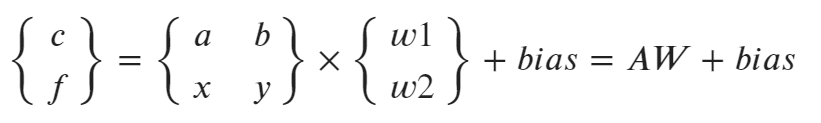 { c f } = { a b x y } × { w1 w2 } + bias = AW + bias